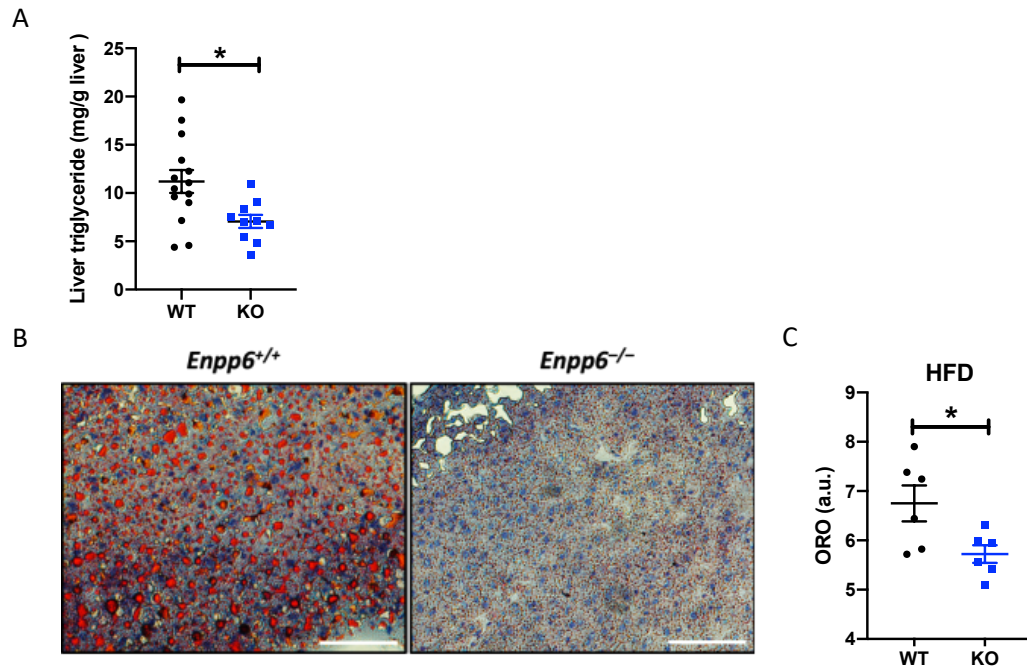 A
Liver triglyceride (mg/g liver )
25
20
15
10
5
0
*
WT KO
B
Enpp6+/+ Enpp6–/–
C
HFD
ORO (a.u.)
9
8
7
6
5
4
*
WT KO